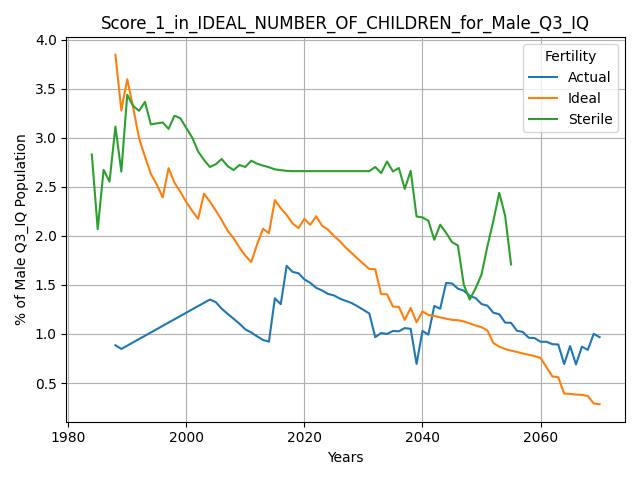 Score_1_in_IDEAL_NUMBER_OF_CHILDREN_for_Male_Q3_IQ
% of Male Q3_IQ Population
4.0
3.5
3.0
2.5
2.0
1.5
1.0
0.5
1980
2000
2020
2040
2060
Years
Fertility
Actual
Ideal
Sterile